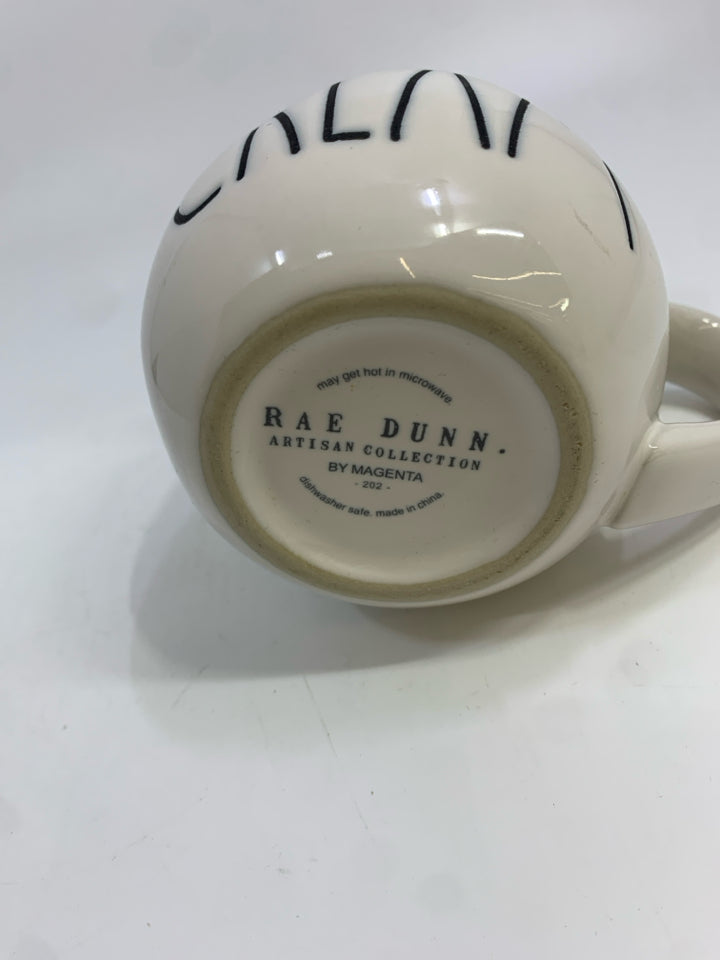 may get hot in microwave.
RAE DUNN.
ARTISAN COLLECTION
BY MAGENTA
- 202 -
dishwasher safe. made in china.